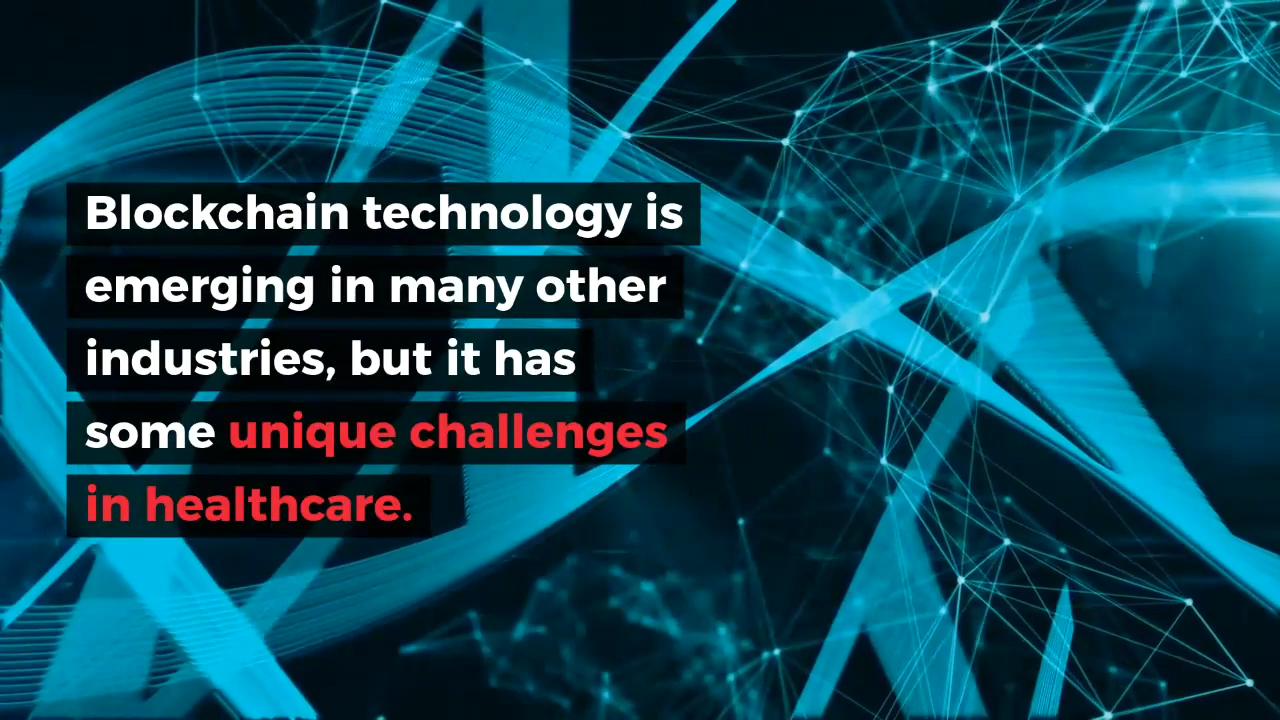 Blockchain technology is
emerging in many other
industries, but it has
some unique challenges
in healthcare.